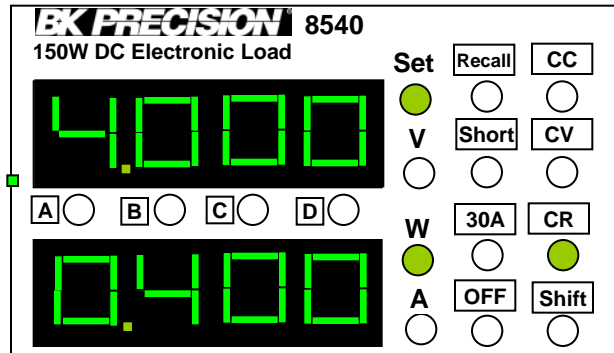 BK PRECISION 8540
150W DC Electronic Load
Set Recall CC
4.000
V Short CV
A B C D
W 30A CR
0.400
A OFF Shift